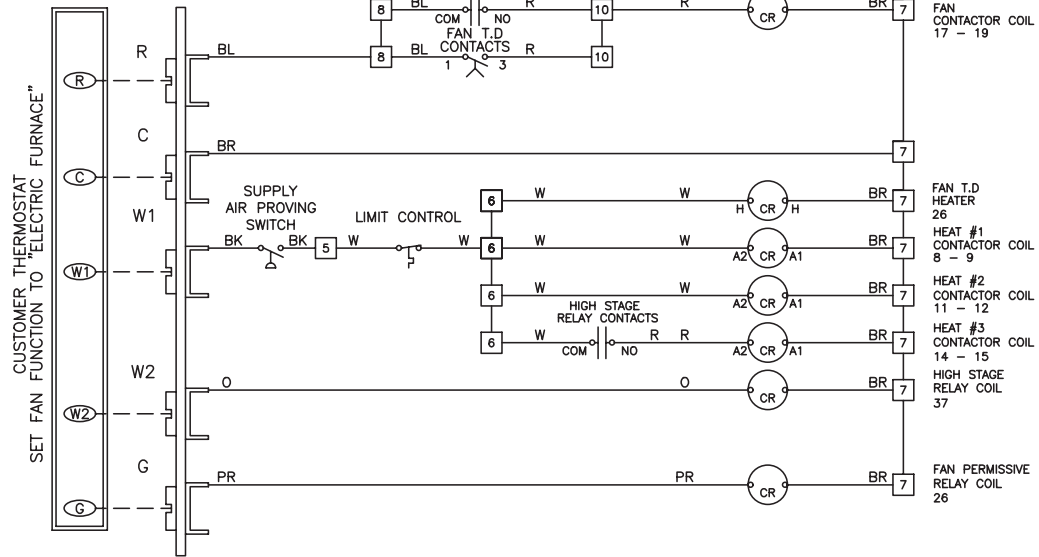 8 BL R 10 R CR BR 7 FAN
COM NO CONTACTOR COIL
FAN T.D 17 - 19
CONTACTS
R BL 8 BL 1 3 R 10
R
C
BR 7
C
SUPPLY W W H CR H BR 7 FAN T.D
AIR PROVING 6 HEATER
SWITCH 26
W1 LIMIT CONTROL
BK BK 5 W W 6 W W A2 CR A1 BR 7 HEAT #1
CONTACTOR COIL
8 - 9
W1
6 W W A2 CR A1 BR 7 HEAT #2
CONTACTOR COIL
11 - 12
HIGH STAGE
RELAY CONTACTS
6 W COM NO R R A2 CR A1 BR 7 HEAT #3
CONTACTOR COIL
14 - 15
W2
O O CR BR 7 HIGH STAGE
RELAY COIL
37
W2
G
PR PR CR BR 7 FAN PERMISSIVE
RELAY COIL
26
G
CUSTOMER THERMOSTAT
SET FAN FUNCTION TO "ELECTRIC FURNACE"